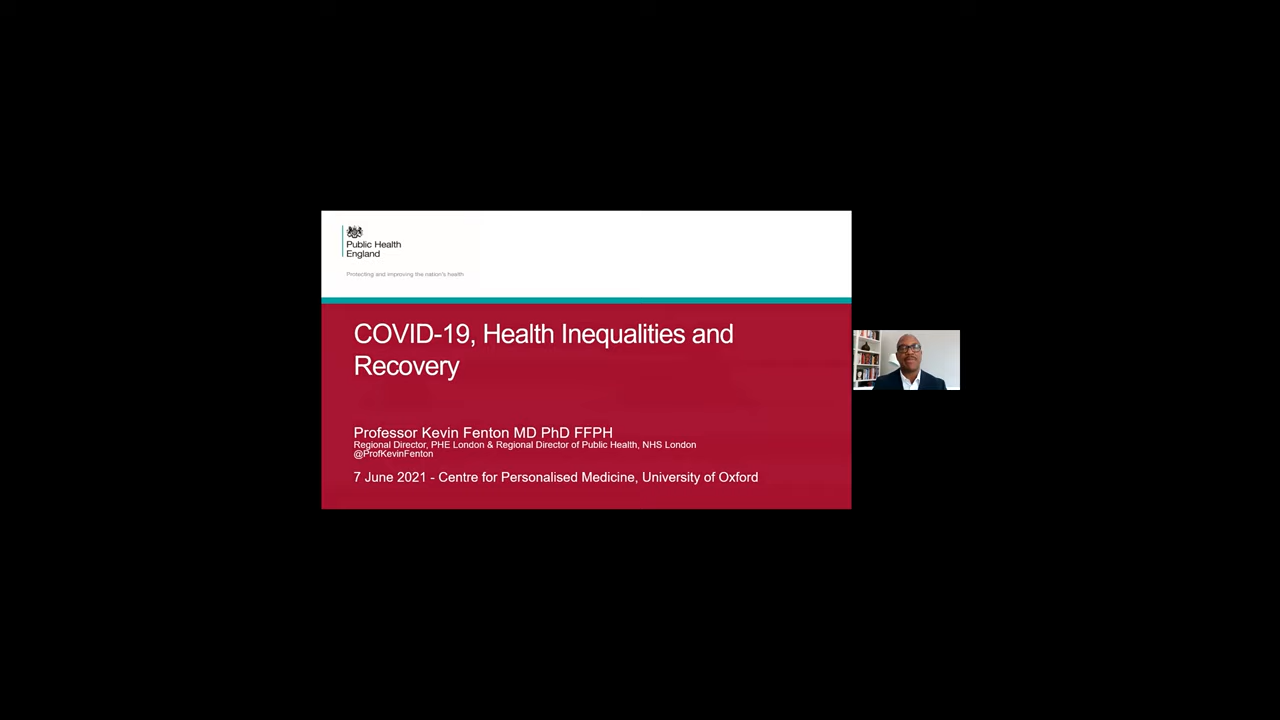 Public Health
England
Protecting and improving the nation's health
COVID-19, Health Inequalities and
Recovery
Professor Kevin Fenton MD PhD FFPH
Regional Director, PHE London & Regional Director of Public Health, NHS London
@ProfKevinFenton
7 June 2021 - Centre for Personalised Medicine, University of Oxford